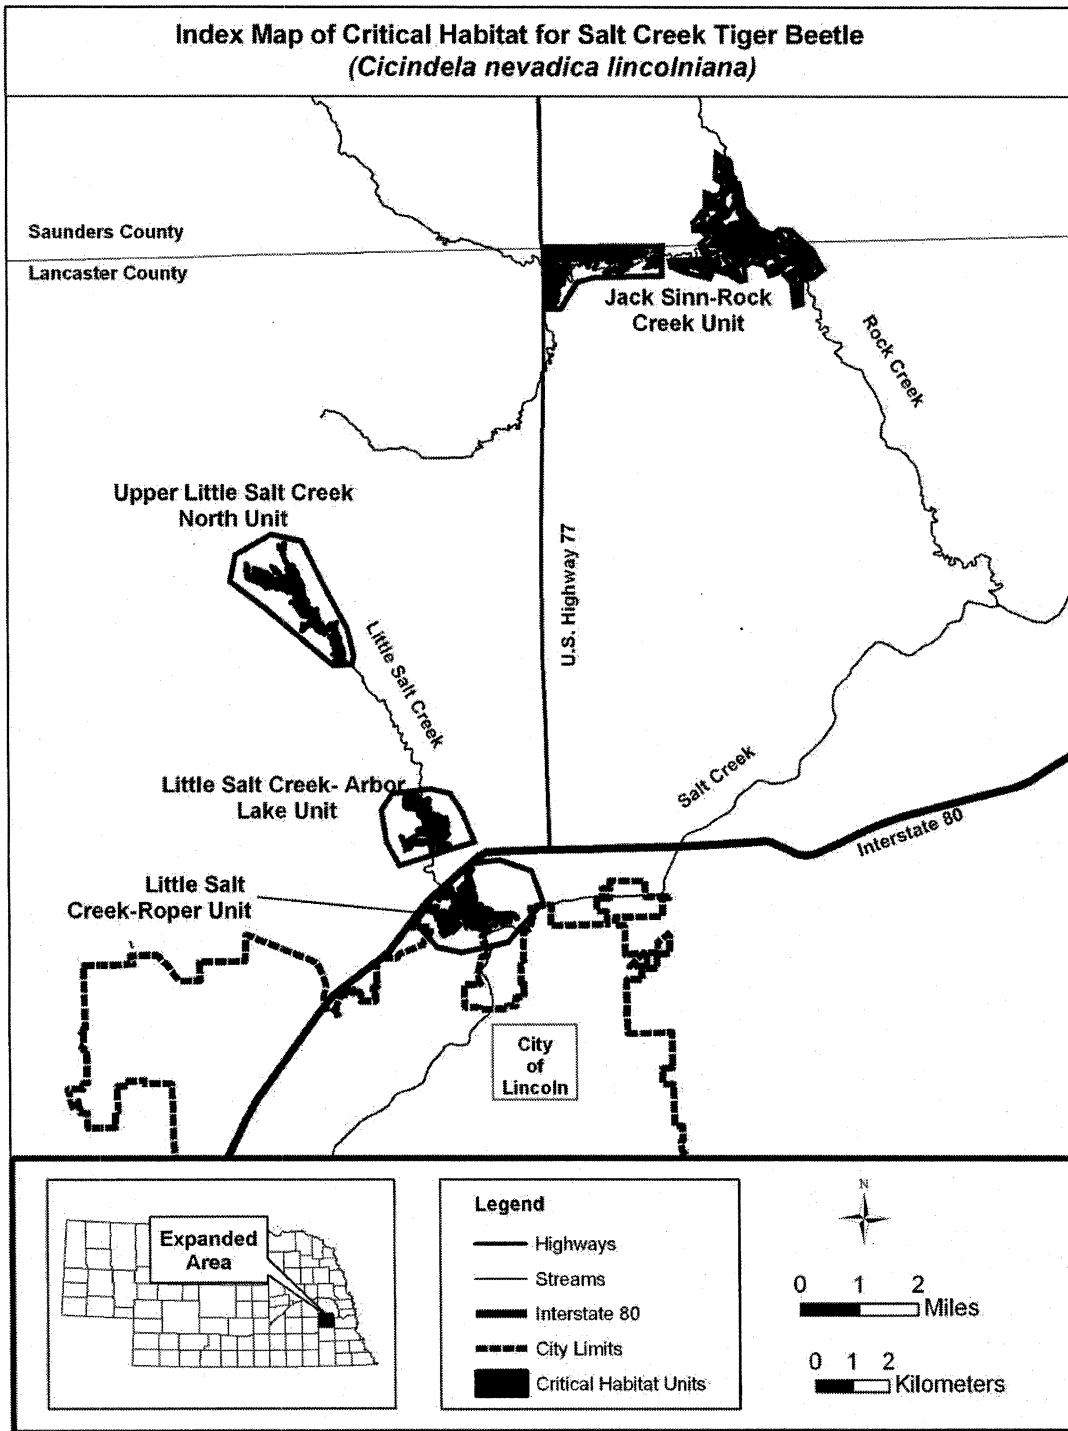 Index Map of Critical Habitat for Salt Creek Tiger Beetle
(Cicindela nevadica lincolniana)
Saunders County
Lancaster County
Jack Sinn-Rock
Creek Unit
Rock Creek
Upper Little Salt Creek
North Unit
U.S. Highway 77
Little Salt Creek
Salt Creek
Little Salt Creek- Arbor
Lake Unit
Interstate 80
Little Salt
Creek-Roper Unit
City
of
Lincoln
Expanded
Area
Legend
Highways
Streams
Interstate 80
City Limits
Critical Habitat Units
N
0 1 2
Miles
0 1 2
Kilometers